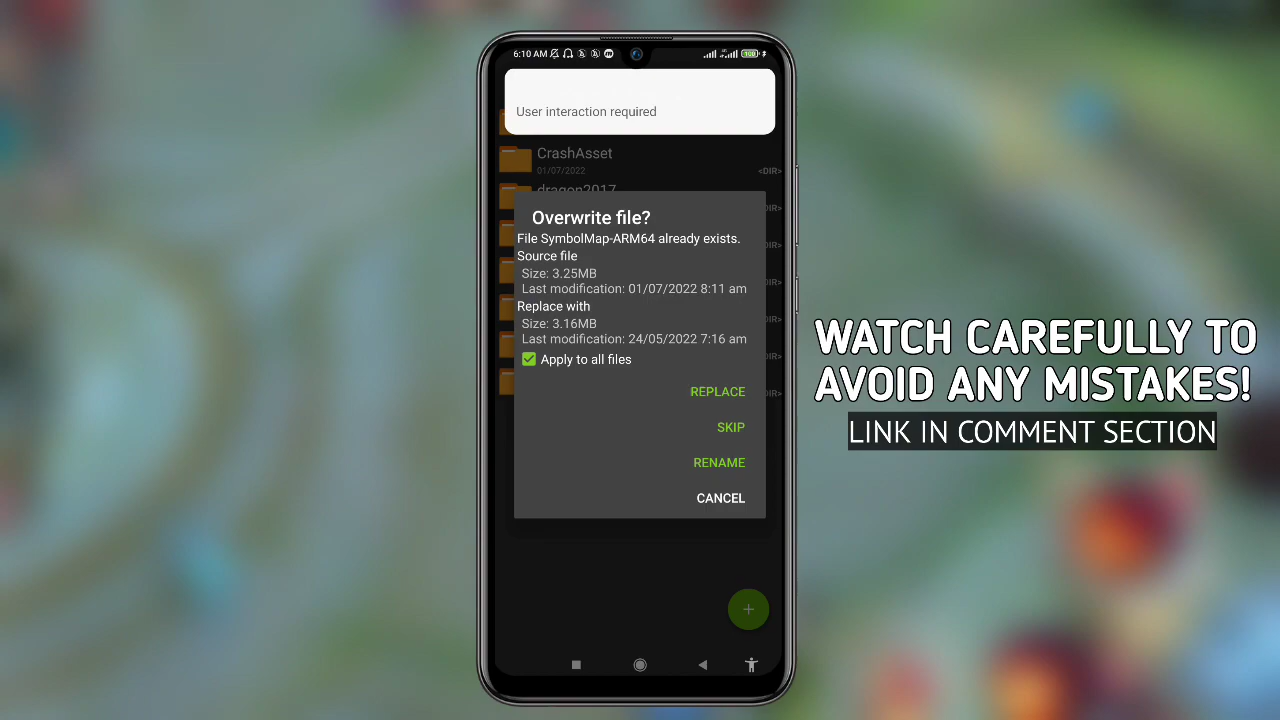 6:10 AM
100
User interaction required
CrashAsset
01/07/2022
<DIR>
dragon2017
Overwrite file?
File SymbolMap-ARM64 already exists.
Source file
Size: 3.25MB
Last modification: 01/07/2022 8:11 am
Replace with
Size: 3.16MB
Last modification: 24/05/2022 7:16 am
Apply to all files
REPLACE
SKIP
RENAME
CANCEL
WATCH CAREFULLY TO
AVOID ANY MISTAKES!
LINK IN COMMENT SECTION